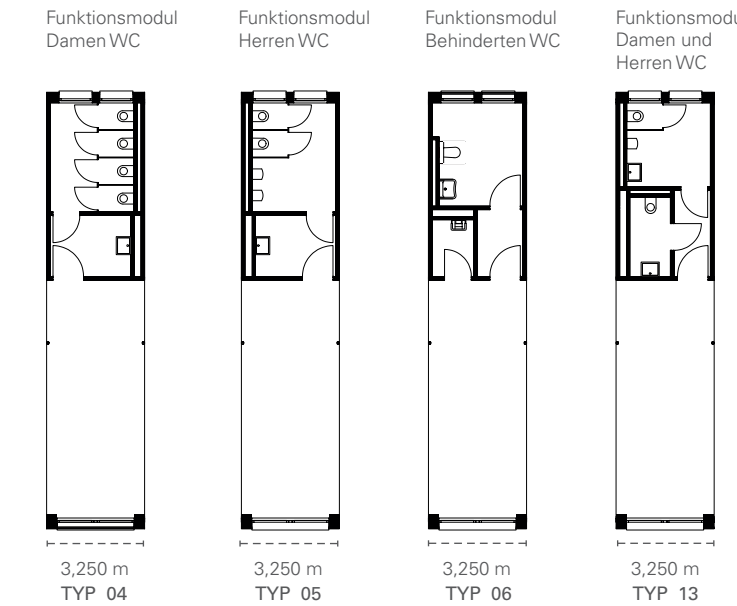 Funktionsmodul
Damen WC
Funktionsmodul
Herren WC
Funktionsmodul
Behinderten WC
Funktionsmodu
Damen und
Herren WC
3,250 m
TYP 04
3,250 m
TYP 05
3,250 m
TYP 06
3,250 m
TYP 13